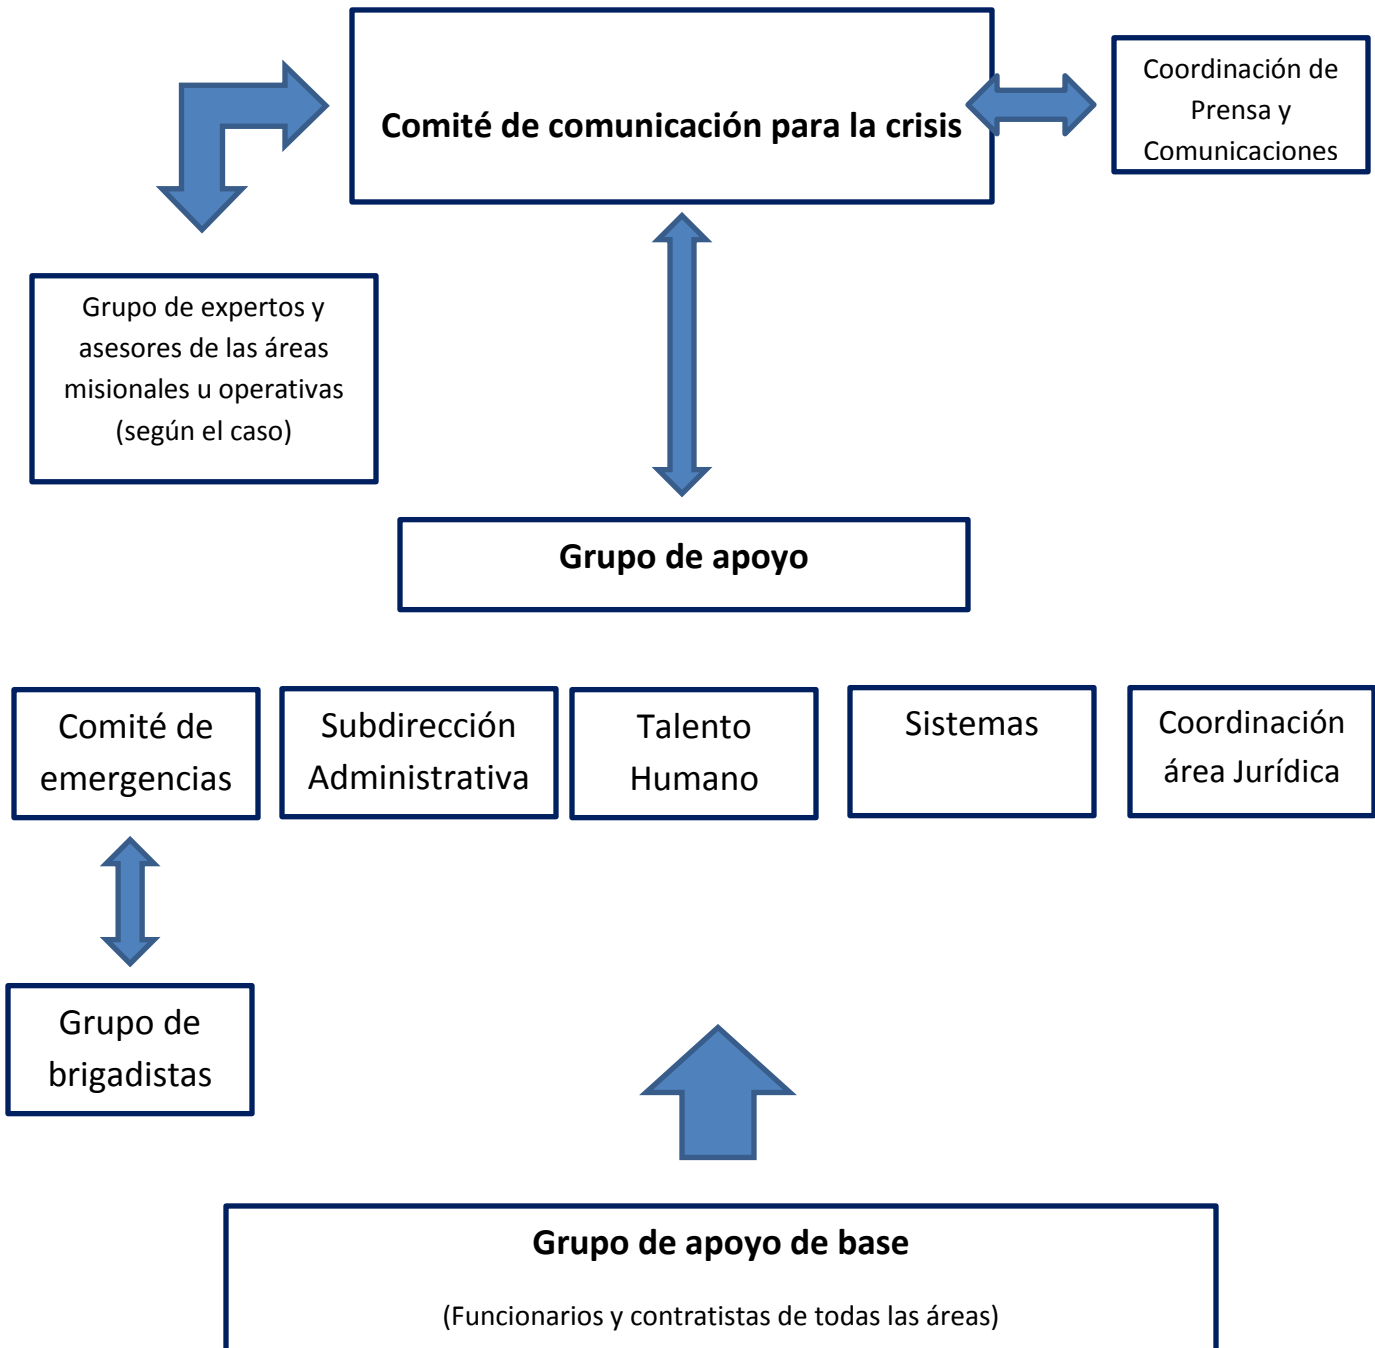 Comité de comunicación para la crisis
Coordinación de
Prensa y
Comunicaciones
Grupo de expertos y
asesores de las áreas
misionales u operativas
(según el caso)
Grupo de apoyo
Comité de
emergencias
Subdirección
Administrativa
Talento
Humano
Sistemas
Coordinación
área Jurídica
Grupo de
brigadistas
Grupo de apoyo de base
(Funcionarios y contratistas de todas las áreas)